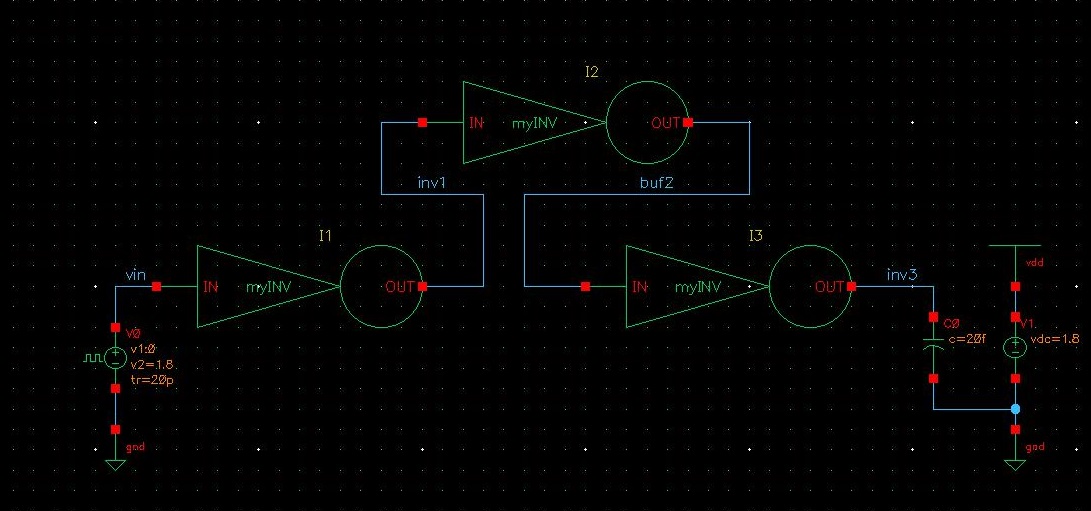 I2
IN myINV OUT
inv1
buf2
I1
I3
vin
IN myINV OUT
IN myINV OUT
inv3
vdd
V0
v1:0
v2=1.8
tr=20p
C0
c=20f
V1
vdc=1.8
gnd
gnd